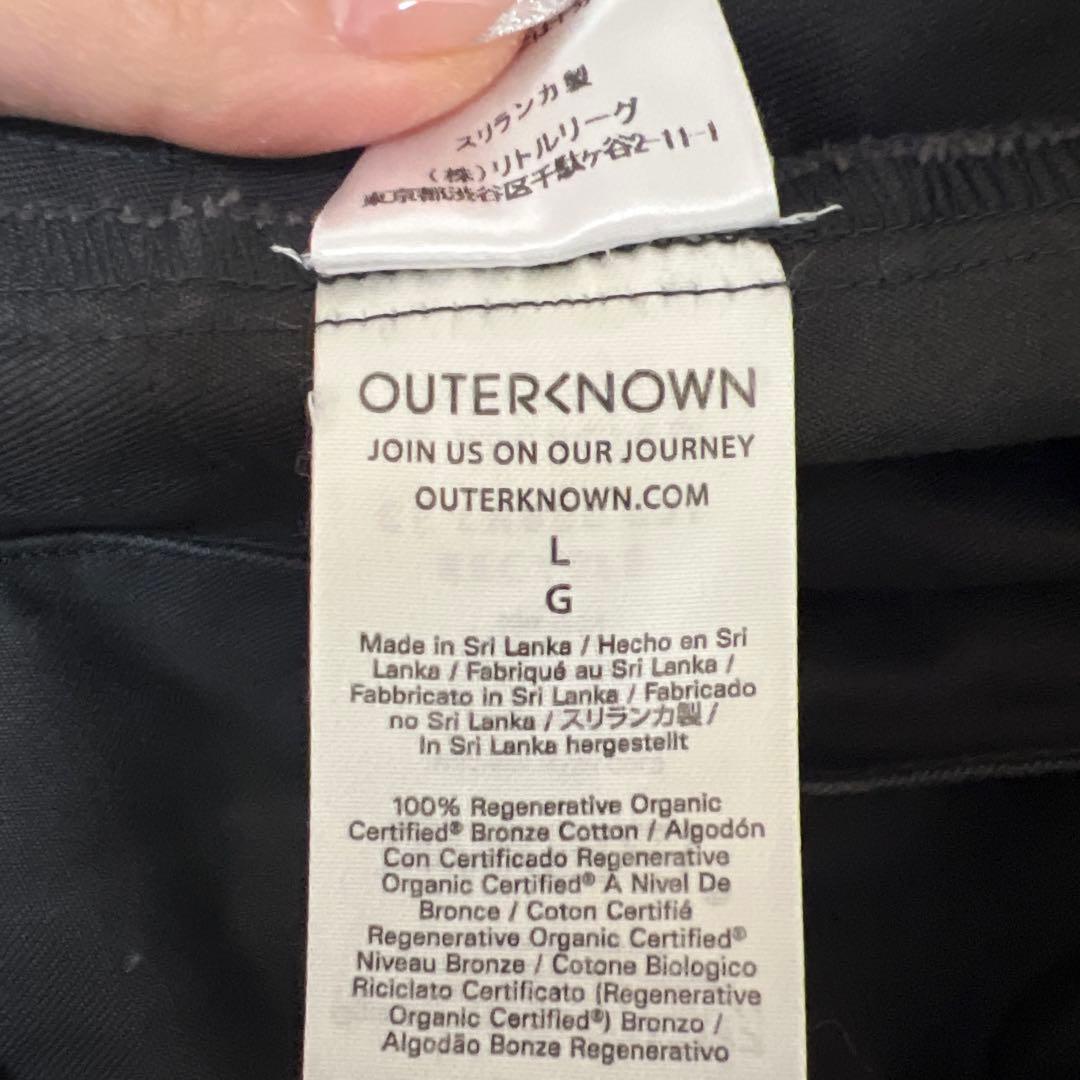 スリランカ製
(株)リトルリーグ
東京都渋谷区千駄ケ谷2-11-1
OUTERKNOWN
JOIN US ON OUR JOURNEY
OUTERKNOWN.COM
L
G
Made in Sri Lanka / Hecho en Sri
Lanka / Fabriqué au Sri Lanka /
Fabbricato in Sri Lanka / Fabricado
no Sri Lanka / スリランカ製 /
In Sri Lanka hergestellt
100% Regenerative Organic
Certified® Bronze Cotton / Algodón
Con Certificado Regenerative
Organic Certified® A Nivel De
Bronce / Coton Certifié
Regenerative Organic Certified®
Niveau Bronze / Cotone Biologico
Riciclato Certificato (Regenerative
Organic Certified®) Bronzo /
Algodão Bonze Regenerativo